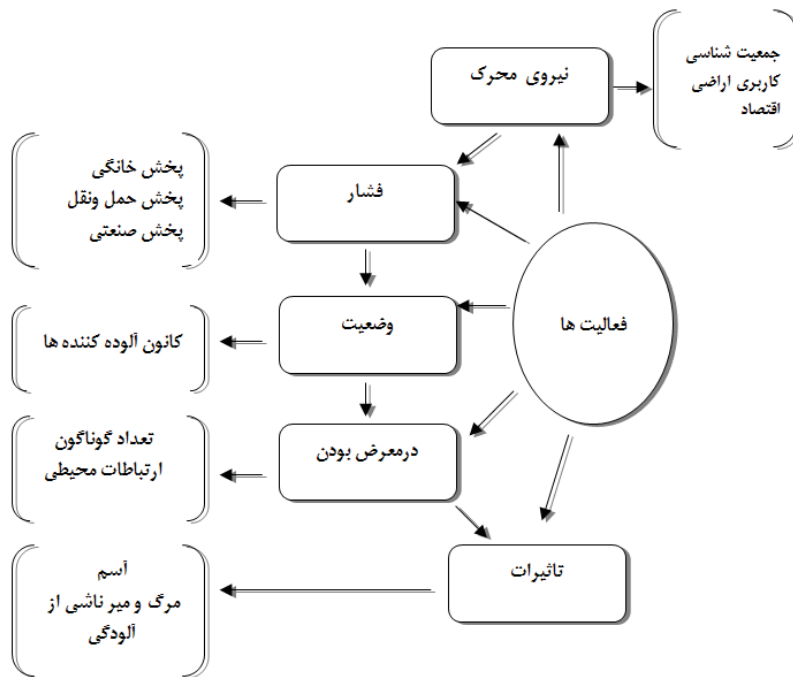 نیروی محرک
جمعیت شناسی
کاربری اراضی
اقتصاد
فشار
پخش خانگی
پخش حمل ونقل
پخش صنعتی
فعالیت ها
وضعیت
کانون آلوده کننده ها
درمعرض بودن
تعداد گوناگون
ارتباطات محیطی
تاثیرات
آسم
مرگ و میر ناشی از
آلودگی